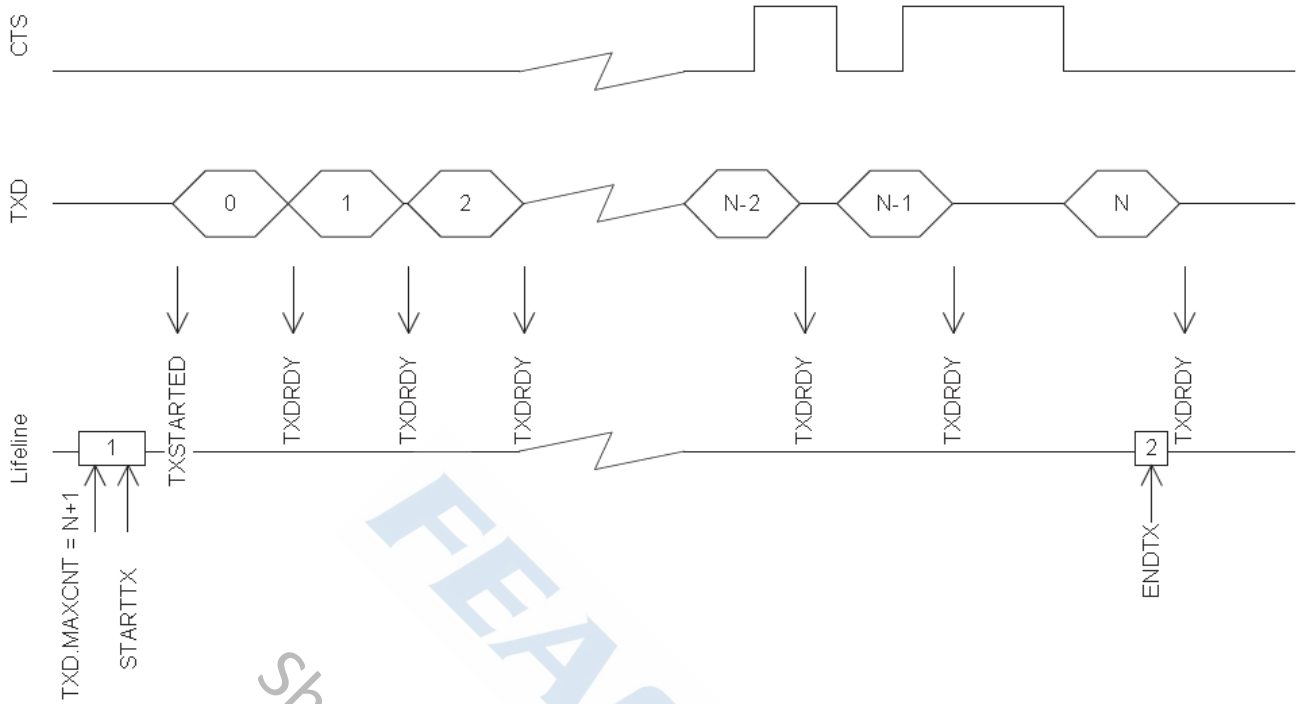 CTS
TXD
0
1
2
N-2
N-1
N
TXSTARTED
TXDRDY
TXDRDY
TXDRDY
TXDRDY
TXDRDY
TXDRDY
Lifeline
1
2
TXD.MAXCNT = N+1
STARTTX
ENDTX